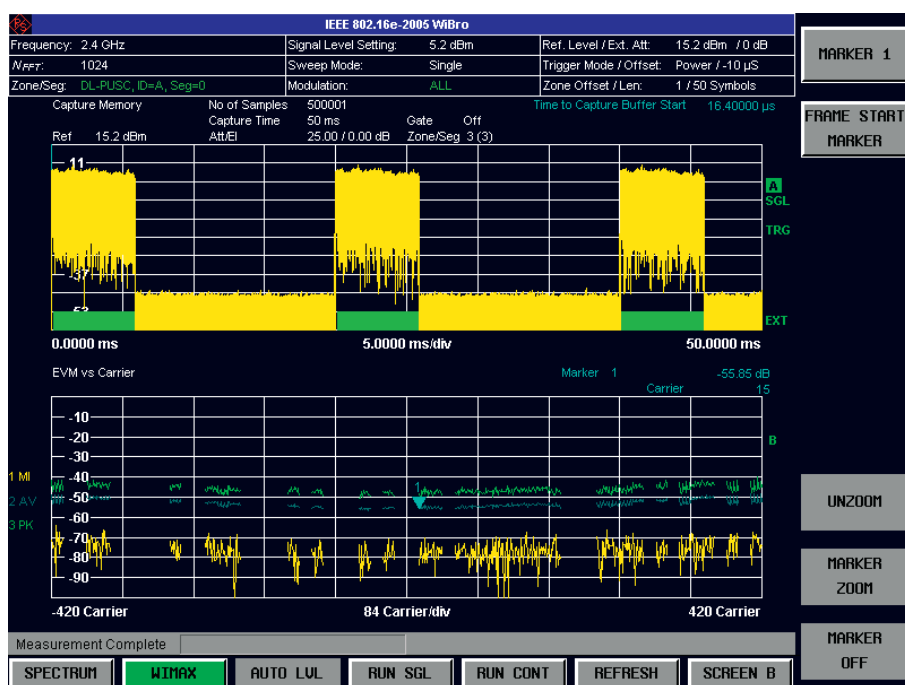 IEEE 802.16e-2005 WiBro
Frequency: 2.4 GHz Signal Level Setting: 5.2 dBm Ref. Level / Ext. Att: 15.2 dBm / 0 dB
NFFT: 1024 Sweep Mode: Single Trigger Mode / Offset: Power / -10 µS
Zone/Seg: DL-PUSC, ID=A, Seg=0 Modulation: ALL Zone Offset / Len: 1 / 50 Symbols
Capture Memory No of Samples 500001 Time to Capture Buffer Start 16.40000 µs
Capture Time 50 ms Gate Off
Ref 15.2 dBm Att/El 25.00 / 0.00 dB Zone/Seg 3 (3)
11
A
SGL
TRG
-37
EXT
0.0000 ms 5.0000 ms/div 50.0000 ms
EVM vs Carrier Marker 1 -55.85 dB
Carrier 15
-10
-20
B
-30
1 MI -40
1
2 AV -50
-60
3 PK
-70
-80
-90
-420 Carrier 84 Carrier/div 420 Carrier
Measurement Complete
SPECTRUM WIMAX AUTO LVL RUN SGL RUN CONT REFRESH SCREEN B
MARKER 1
FRAME START
MARKER
UNZOOM
MARKER
ZOOM
MARKER
OFF